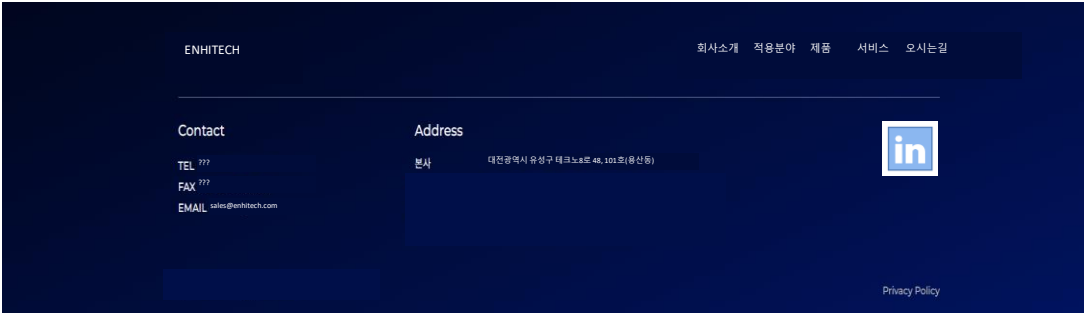 ENHITECH
회사소개 적용분야 제품 서비스 오시는길
Contact
Address
in
TEL ???
본사 대전광역시 유성구 테크노8로 48, 101호(용산동)
FAX ???
EMAIL sales@enhitech.com
Privacy Policy